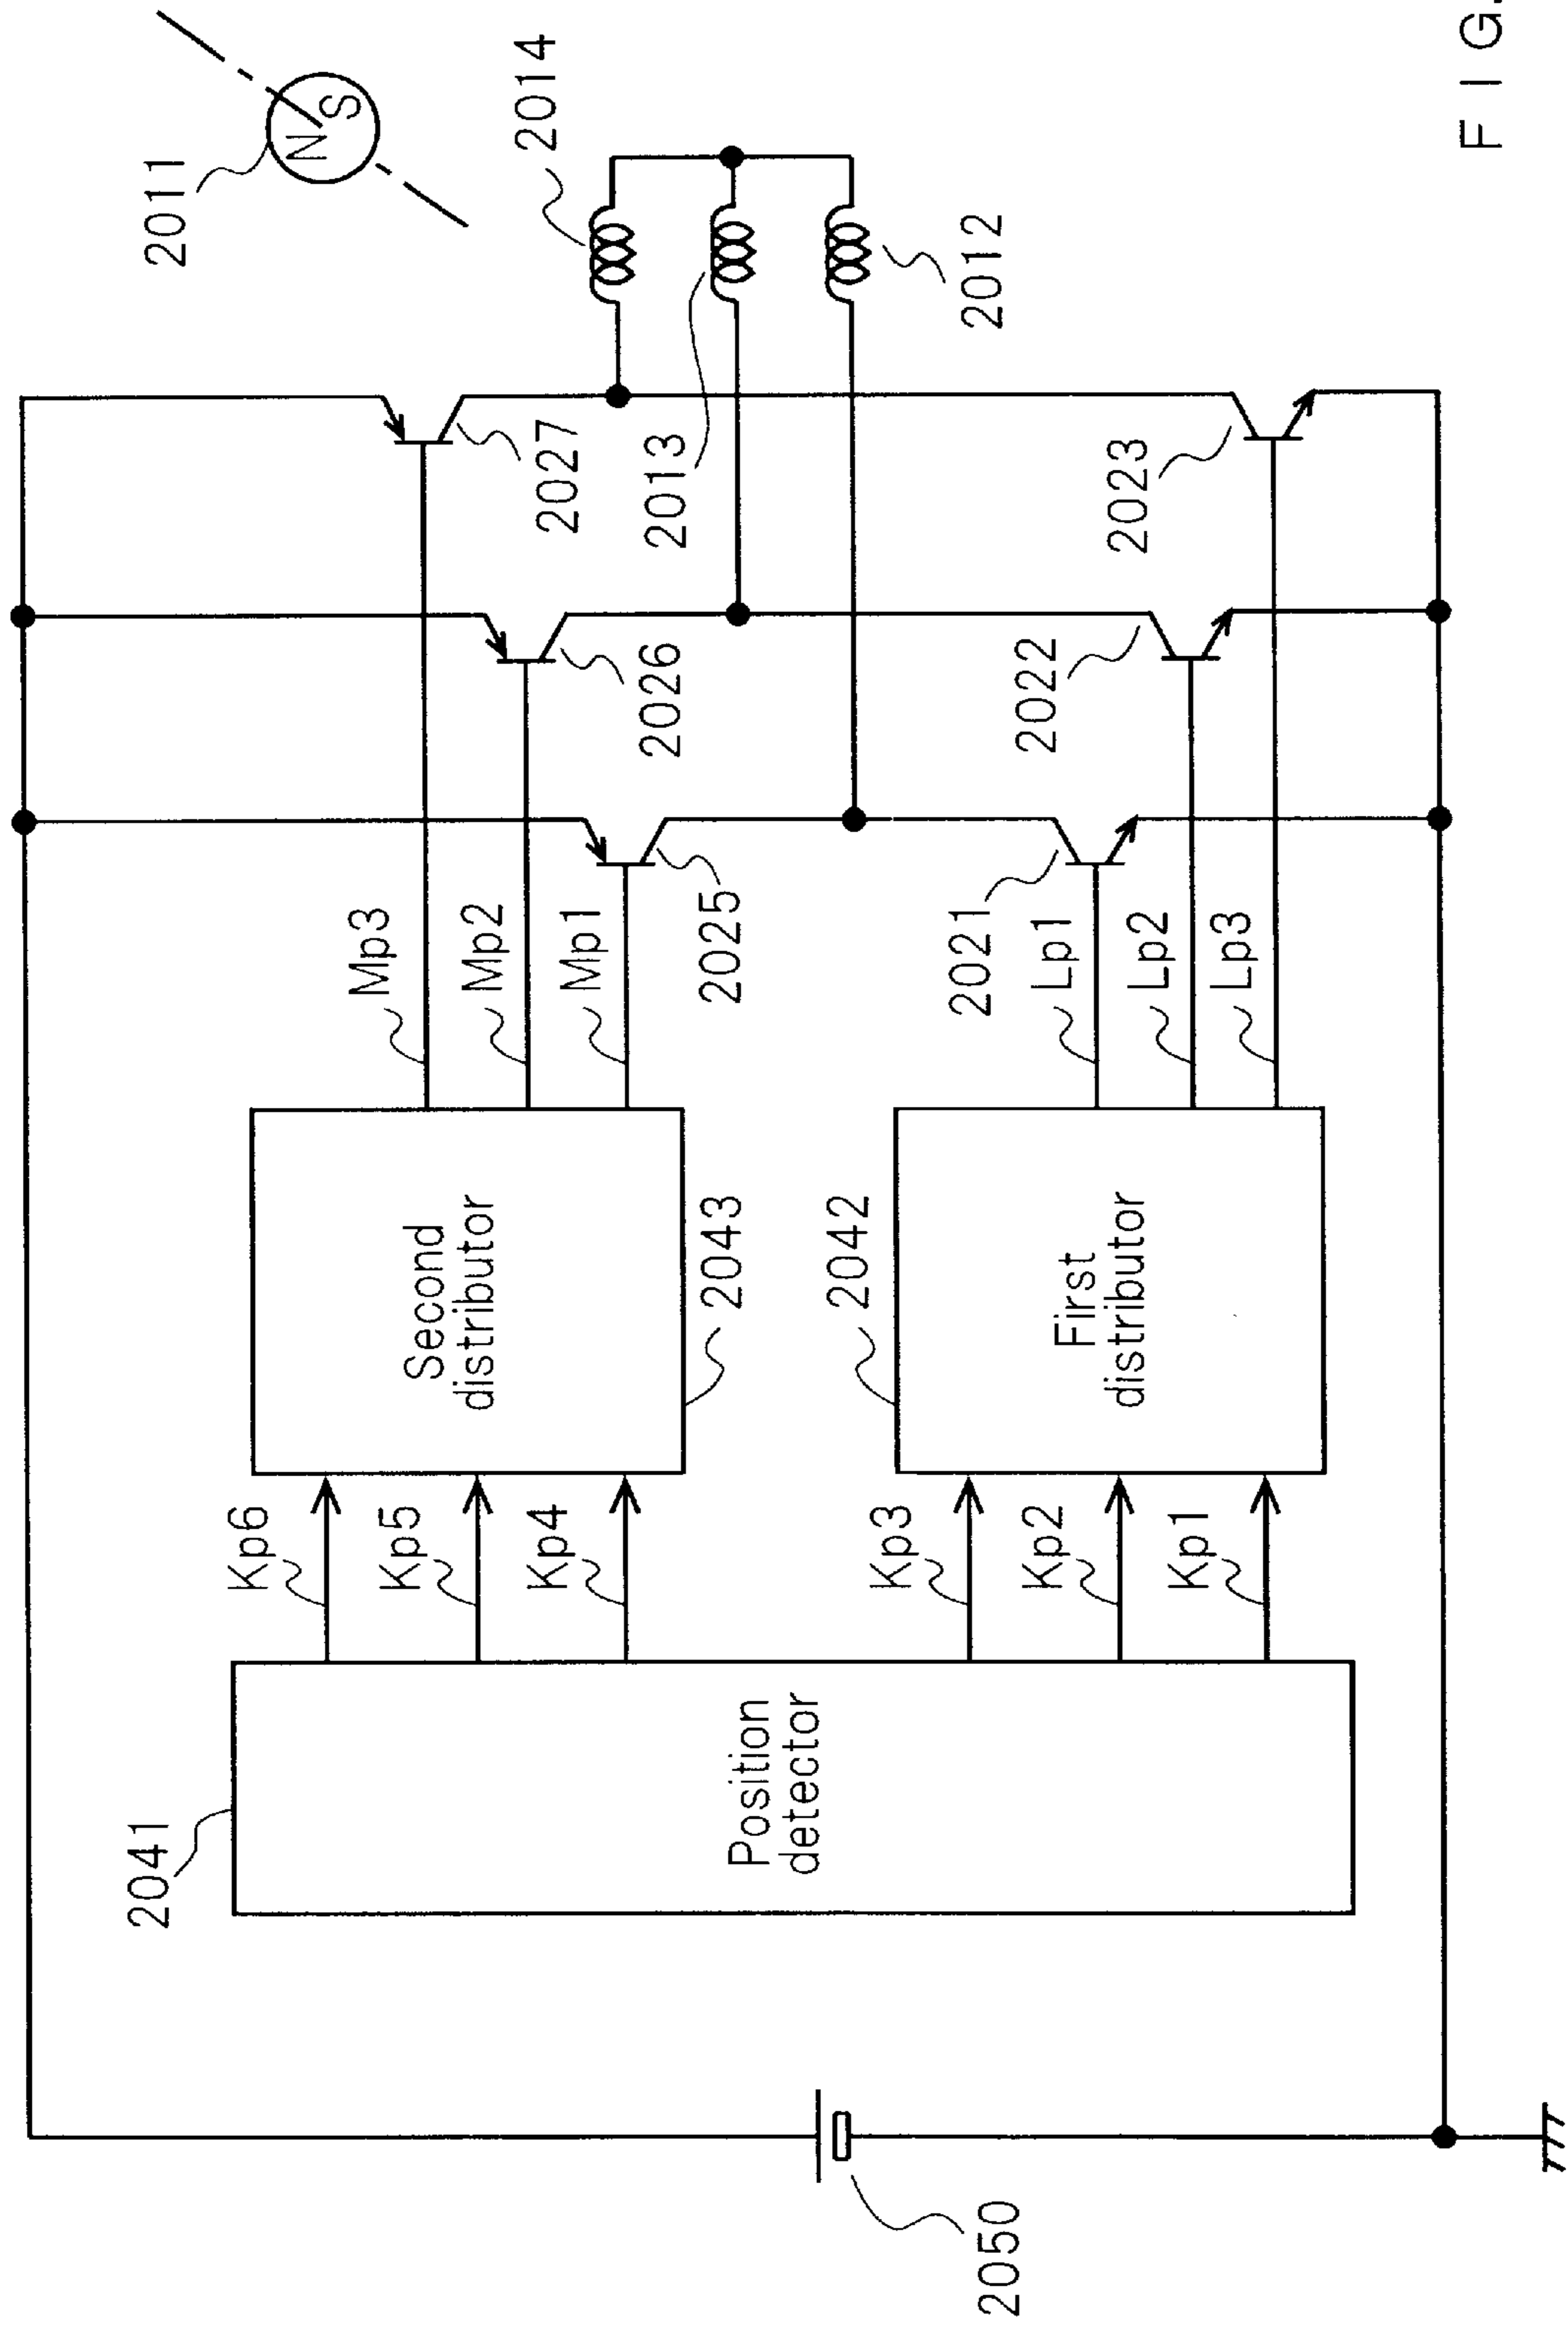 2011
N
S
2014
2027
2013
2012
2026
2023
2022
Mp3
Mp2
Mp1
2025
2021
Lp1
Lp2
Lp3
Second
distributor
2043
2042
First
distributor
Kp6
Kp5
Kp4
Kp3
Kp2
Kp1
2041
Position
detector
2050
FIG.